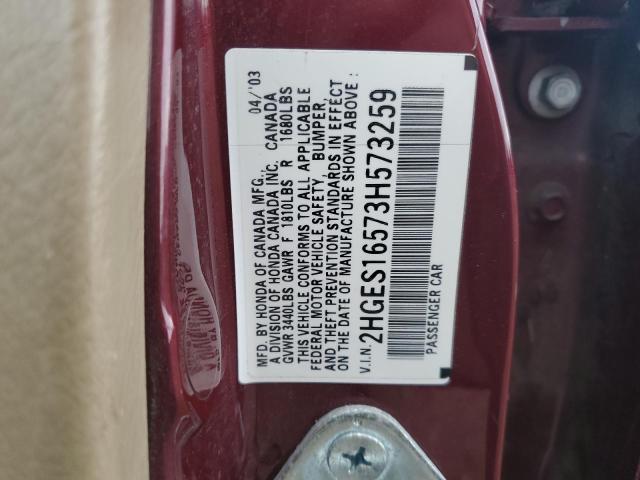 MFD. BY HONDA OF CANADA MFG., 04/'03
A DIVISION OF HONDA CANADA INC. CANADA
GVWR 3440LBS GAWR F 1810LBS R 1680LBS
THIS VEHICLE CONFORMS TO ALL APPLICABLE
FEDERAL MOTOR VEHICLE SAFETY, BUMPER,
AND THEFT PREVENTION STANDARDS IN EFFECT
ON THE DATE OF MANUFACTURE SHOWN ABOVE :
V.I.N. 2HGES16573H573259
PASSENGER CAR